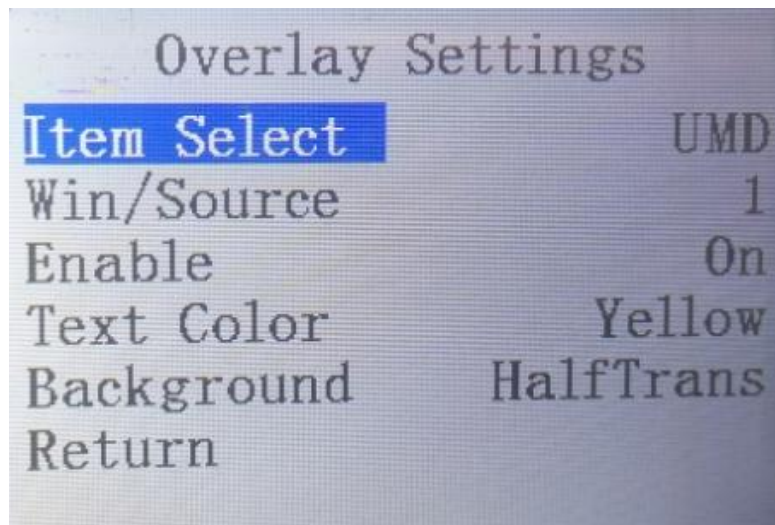 Overlay Settings
Item Select UMD
Win/Source 1
Enable On
Text Color Yellow
Background HalfTrans
Return